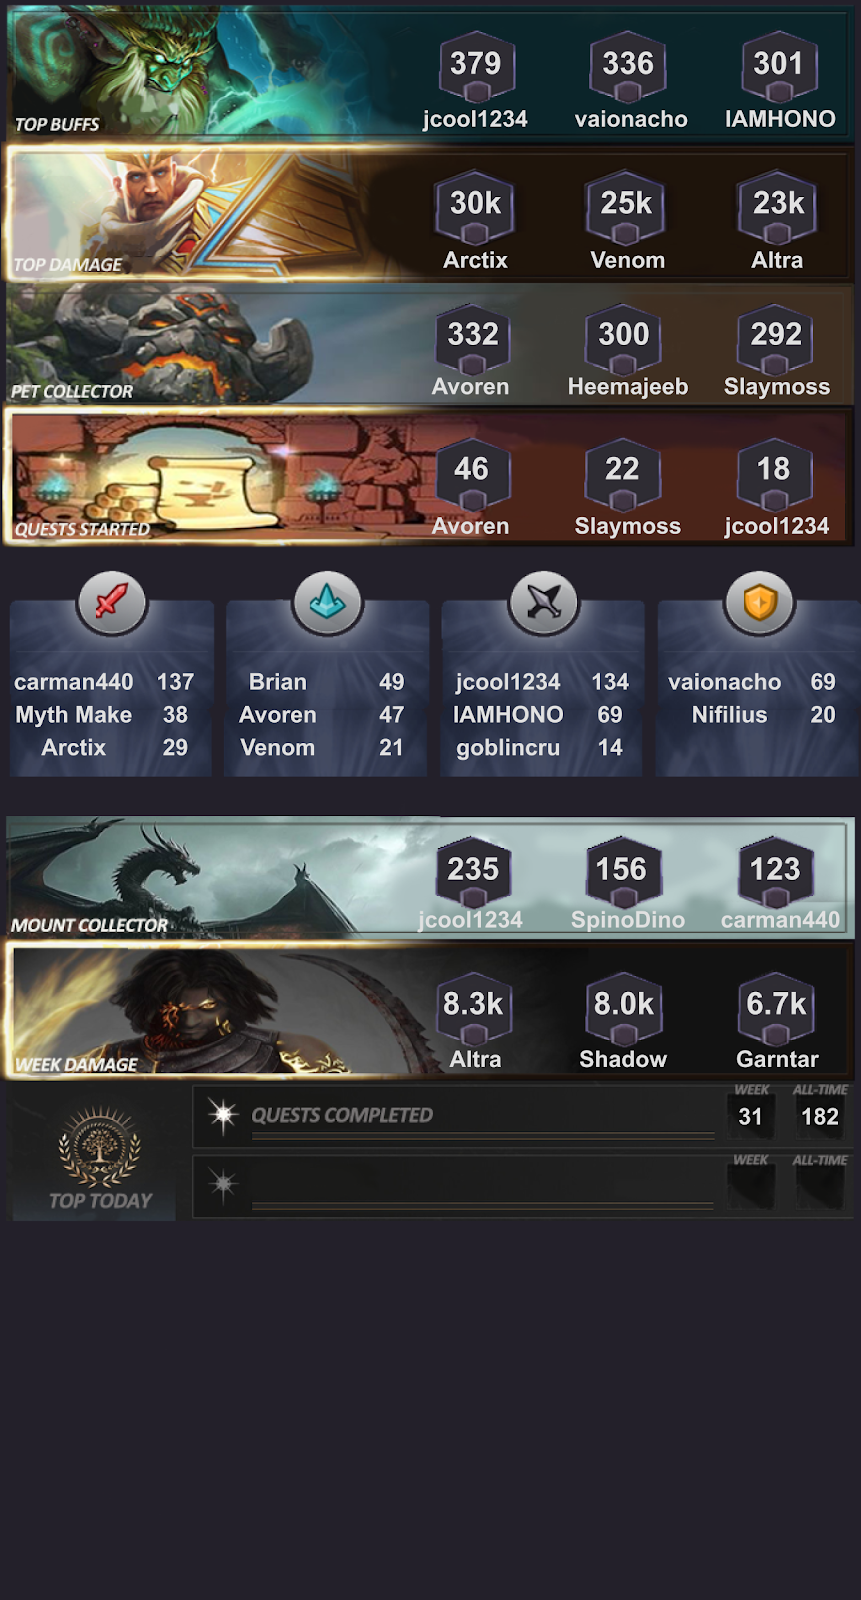 379 336 301
TOP BUFFS jcool1234 vaionacho IAMHONO
30k 25k 23k
TOP DAMAGE Arctix Venom Altra
332 300 292
PET COLLECTOR Avoren Heemajeeb Slaymoss
46 22 18
QUESTS STARTED Avoren Slaymoss jcool1234
carman440 137 Brian 49 jcool1234 134 vaionacho 69
Myth Make 38 Avoren 47 IAMHONO 69 Nifilius 20
Arctix 29 Venom 21 goblincru 14
235 156 123
MOUNT COLLECTOR jcool1234 SpinoDino carman440
8.3k 8.0k 6.7k
WEEK DAMAGE Altra Shadow Garntar
WEEK ALL-TIME
QUESTS COMPLETED 31 182
WEEK ALL-TIME
TOP TODAY